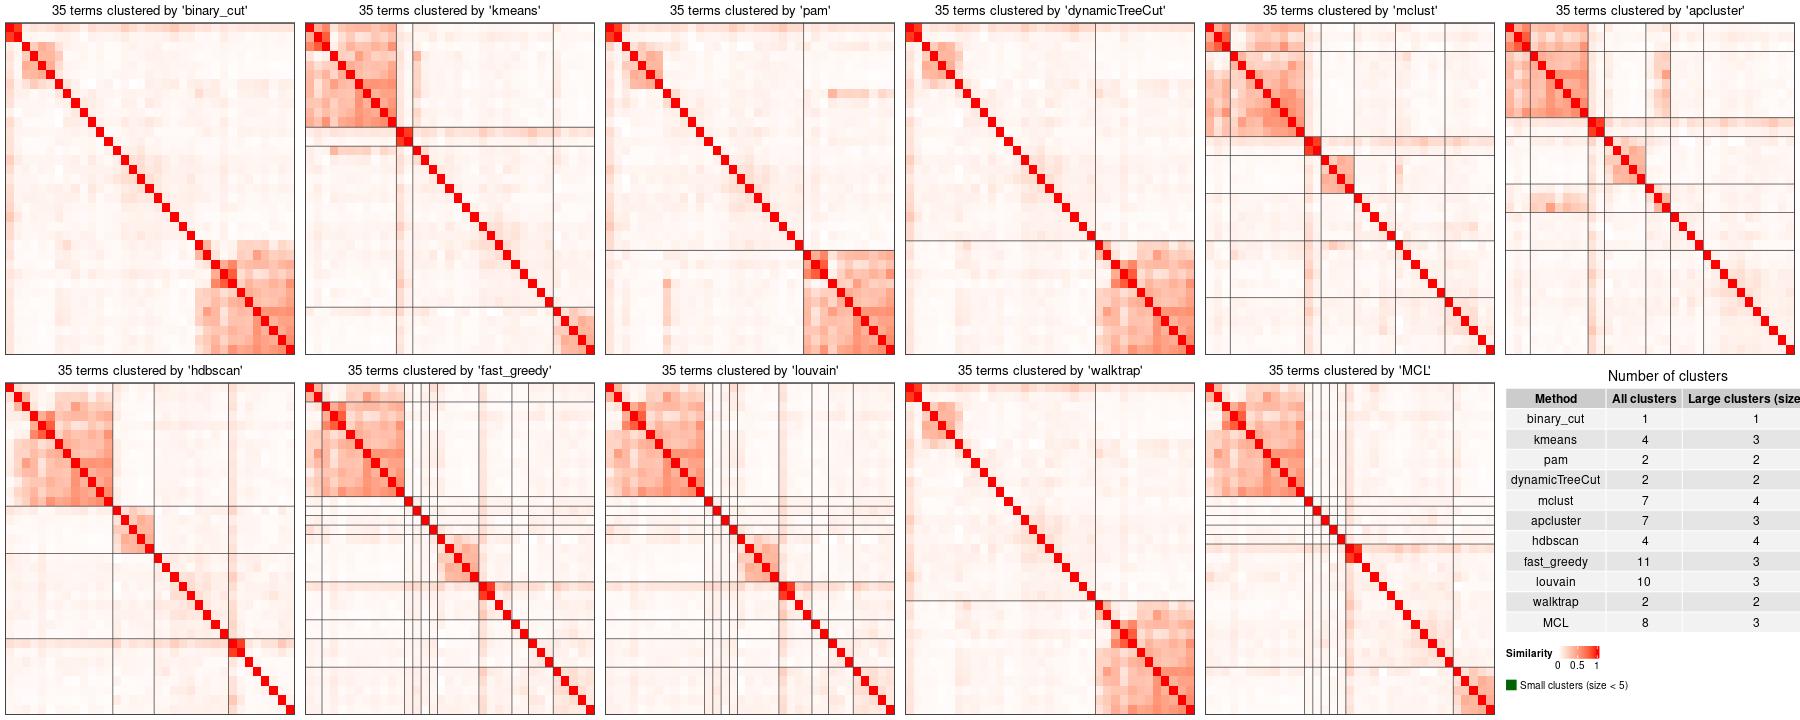 35 terms clustered by 'binary_cut'
35 terms clustered by 'kmeans'
35 terms clustered by 'pam'
35 terms clustered by 'dynamicTreeCut'
35 terms clustered by 'mclust'
35 terms clustered by 'apcluster'
35 terms clustered by 'hdbscan'
35 terms clustered by 'fast_greedy'
35 terms clustered by 'louvain'
35 terms clustered by 'walktrap'
35 terms clustered by 'MCL'
Number of clusters
Method All clusters Large clusters (size
binary_cut 1 1
kmeans 4 3
pam 2 2
dynamicTreeCut 2 2
mclust 7 4
apcluster 7 3
hdbscan 4 4
fast_greedy 11 3
louvain 10 3
walktrap 2 2
MCL 8 3
Similarity
0 0.5 1
Small clusters (size < 5)